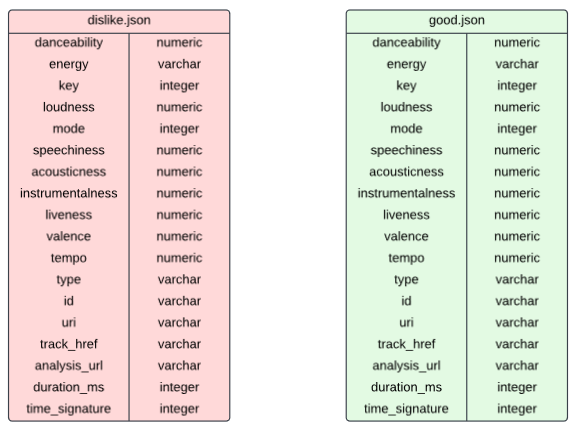 dislike.json
danceability numeric
energy varchar
key integer
loudness numeric
mode integer
speechiness numeric
acousticness numeric
instrumentalness numeric
liveness numeric
valence numeric
tempo numeric
type varchar
id varchar
uri varchar
track_href varchar
analysis_url varchar
duration_ms integer
time_signature integer
good.json
danceability numeric
energy varchar
key integer
loudness numeric
mode integer
speechiness numeric
acousticness numeric
instrumentalness numeric
liveness numeric
valence numeric
tempo numeric
type varchar
id varchar
uri varchar
track_href varchar
analysis_url varchar
duration_ms integer
time_signature integer